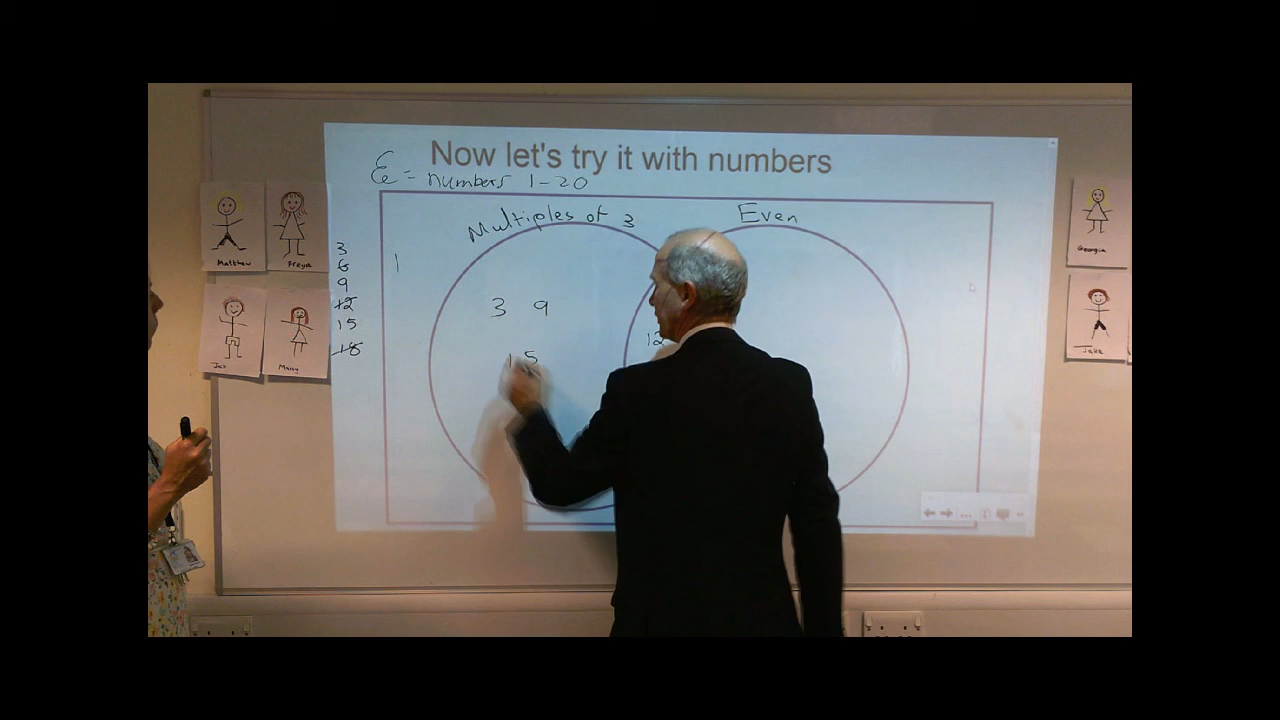 Now let's try it with numbers
ℰ = numbers 1-20
Multiples of 3
Even
3
6
9
12
15
18
1
3 9
12
15
Matthew
Freya
Jack
Maisy
Georgia
Jake